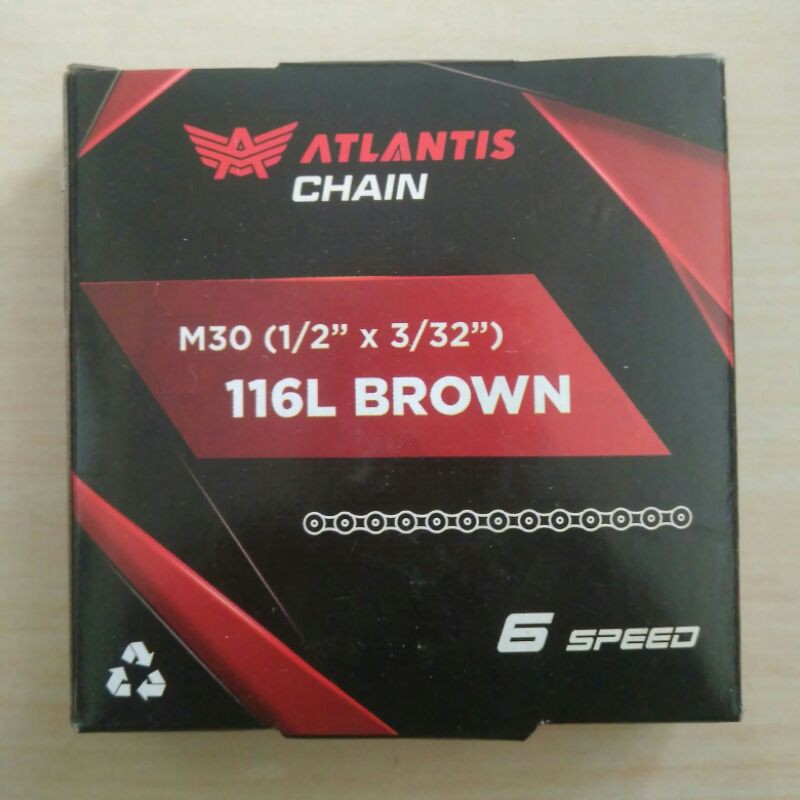 ATLANTIS
CHAIN
M30 (1/2” x 3/32”)
116L BROWN
6 SPEED